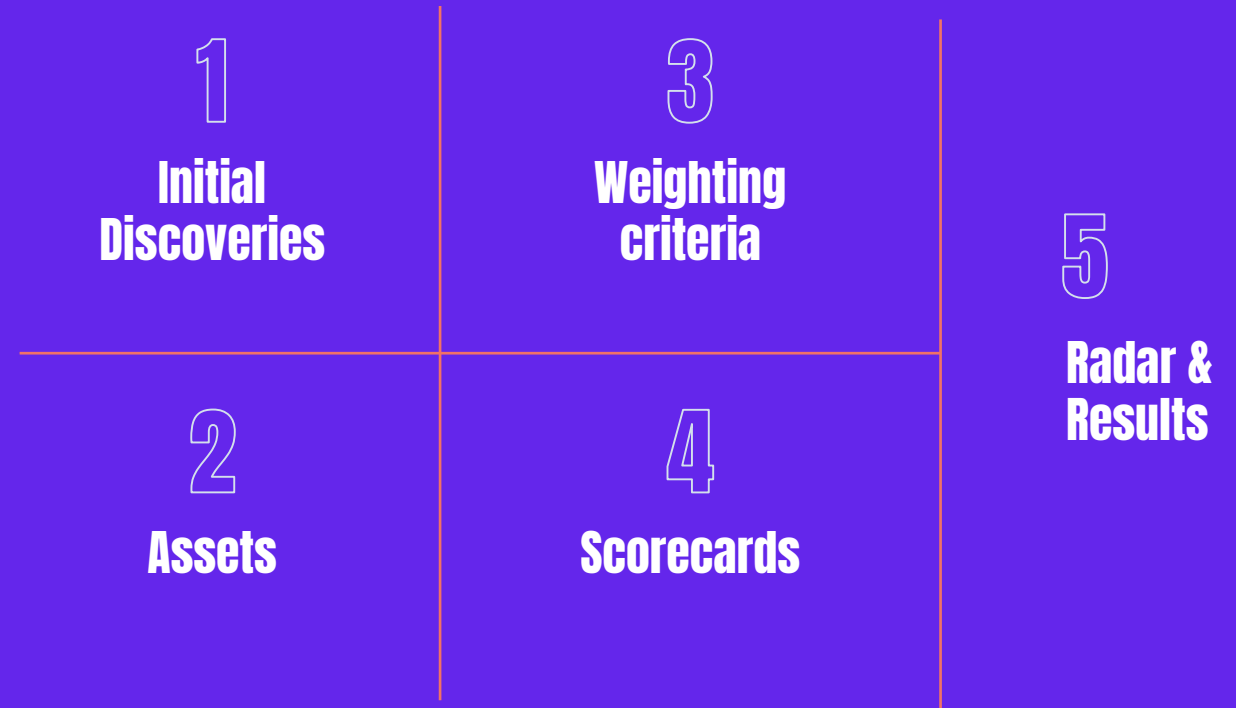 1
Initial
Discoveries
2
Assets
3
Weighting
criteria
4
Scorecards
5
Radar &
Results